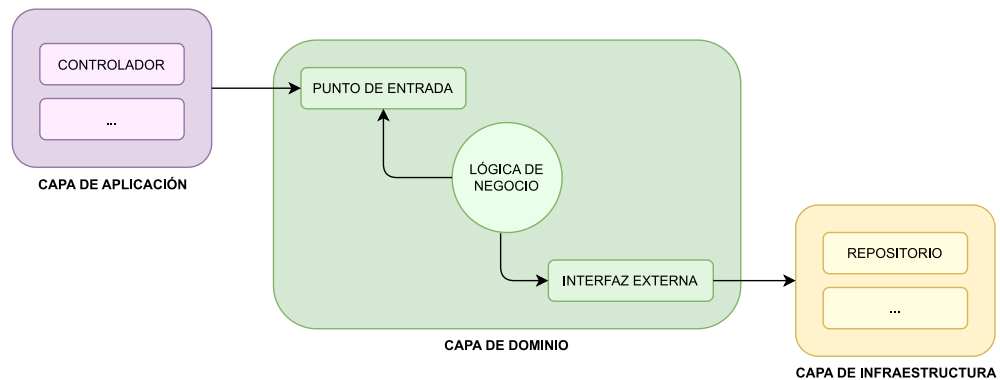 CONTROLADOR
...
CAPA DE APLICACIÓN
PUNTO DE ENTRADA
LÓGICA DE
NEGOCIO
INTERFAZ EXTERNA
CAPA DE DOMINIO
REPOSITORIO
...
CAPA DE INFRAESTRUCTURA